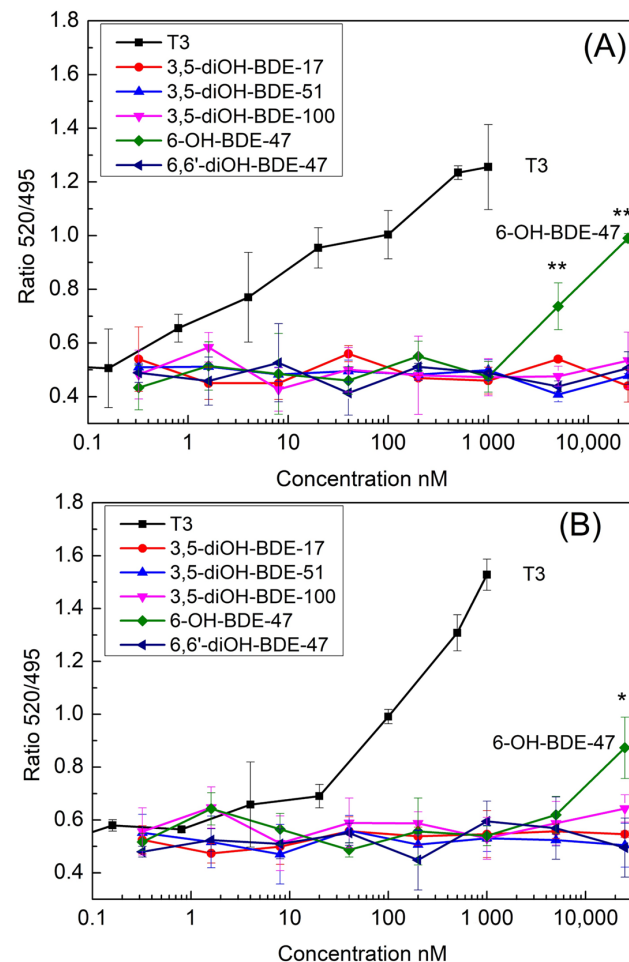 (A)
T3
3,5-diOH-BDE-17
3,5-diOH-BDE-51
3,5-diOH-BDE-100
6-OH-BDE-47
6,6'-diOH-BDE-47
Ratio 520/495
1.8
1.6
1.4
1.2
1.0
0.8
0.6
0.4
T3
**
6-OH-BDE-47
**
0.1 1 10 100 1 000 10,000
Concentration nM
(B)
T3
3,5-diOH-BDE-17
3,5-diOH-BDE-51
3,5-diOH-BDE-100
6-OH-BDE-47
6,6'-diOH-BDE-47
Ratio 520/495
1.8
1.6
1.4
1.2
1.0
0.8
0.6
0.4
T3
*
6-OH-BDE-47
0.1 1 10 100 1 000 10,000
Concentration nM